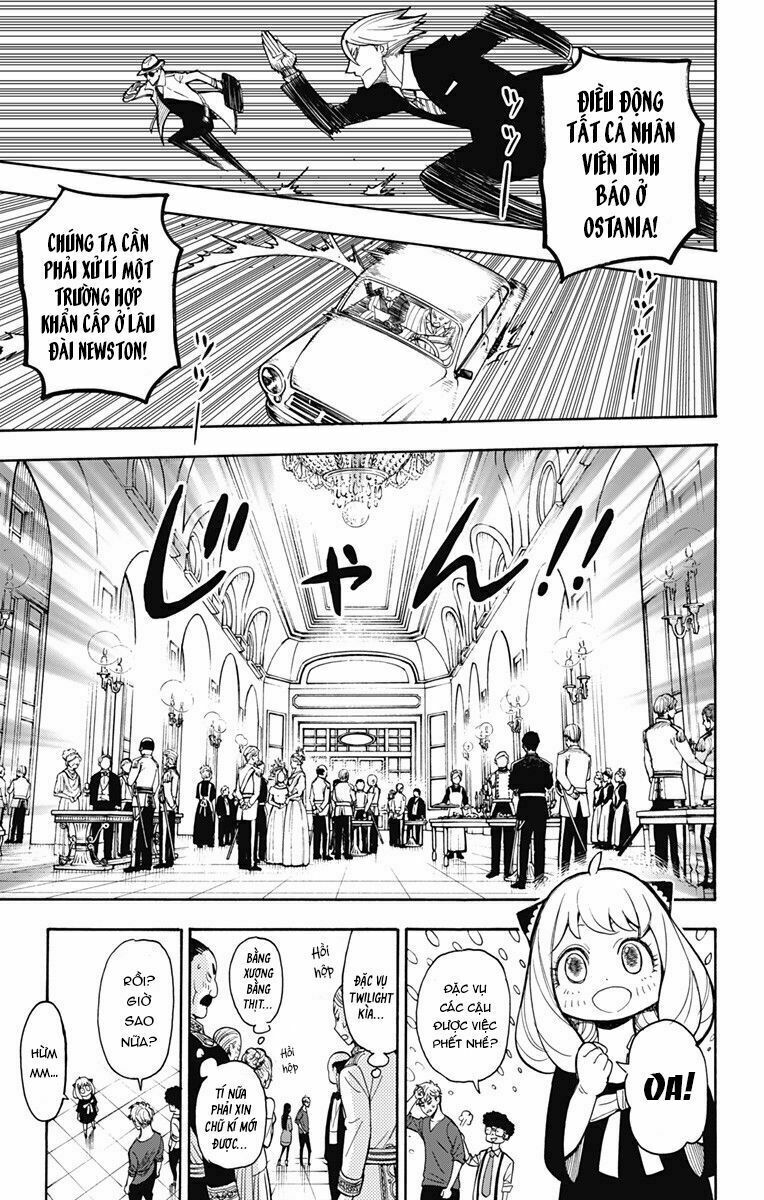 ĐIỀU ĐỘNG
TẤT CẢ NHÂN
VIÊN TÌNH
BÁO Ở
OSTANIA!
CHÚNG TA CẦN
PHẢI XỬ LÍ MỘT
TRƯỜNG HỢP
KHẨN CẤP Ở LÂU
ĐÀI NEWSTON!
じゃん!!
OA!
ĐẶC VỤ
CÁC CẬU
ĐƯỢC VIỆC
PHẾT NHỂ?
ĐẶC VỤ
TWILIGHT
KÌA...
Hồi
hộp
BẰNG
XƯƠNG
BẰNG
THỊT...
Hồi
hộp
TÍ NỮA
PHẢI XIN
CHỮ KÍ MỚI
ĐƯỢC...
RỒI?
GIỜ
SAO
NỮA?
HỪM
MM...